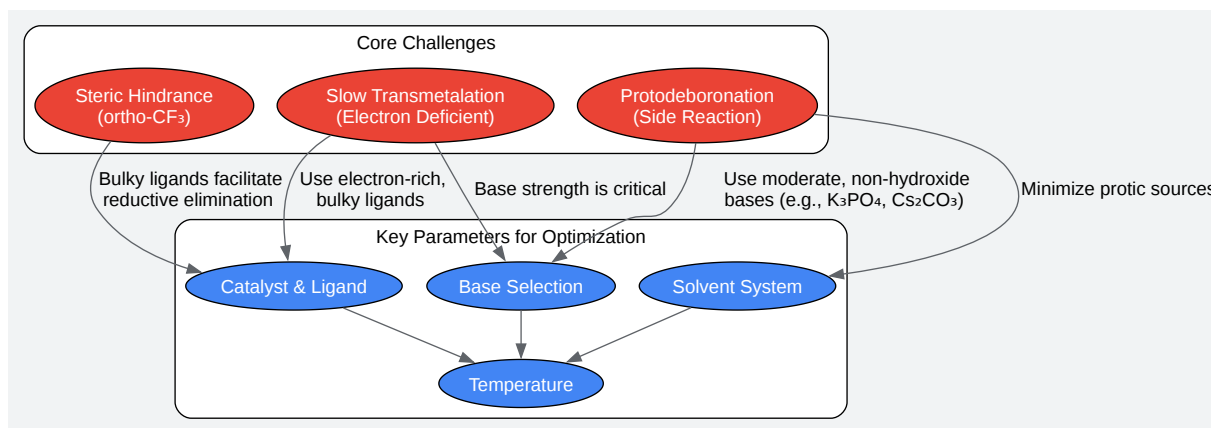 Core Challenges
Steric Hindrance
(ortho-CF₃)
Slow Transmetalation
(Electron Deficient)
Protodeboronation
(Side Reaction)
Bulky ligands facilitate
reductive elimination
Use electron-rich,
bulky ligands
Base strength is critical
Use moderate, non-hydroxide
bases (e.g., K₃PO₄, Cs₂CO₃)
Minimize protic sources
Key Parameters for Optimization
Catalyst & Ligand
Base Selection
Solvent System
Temperature